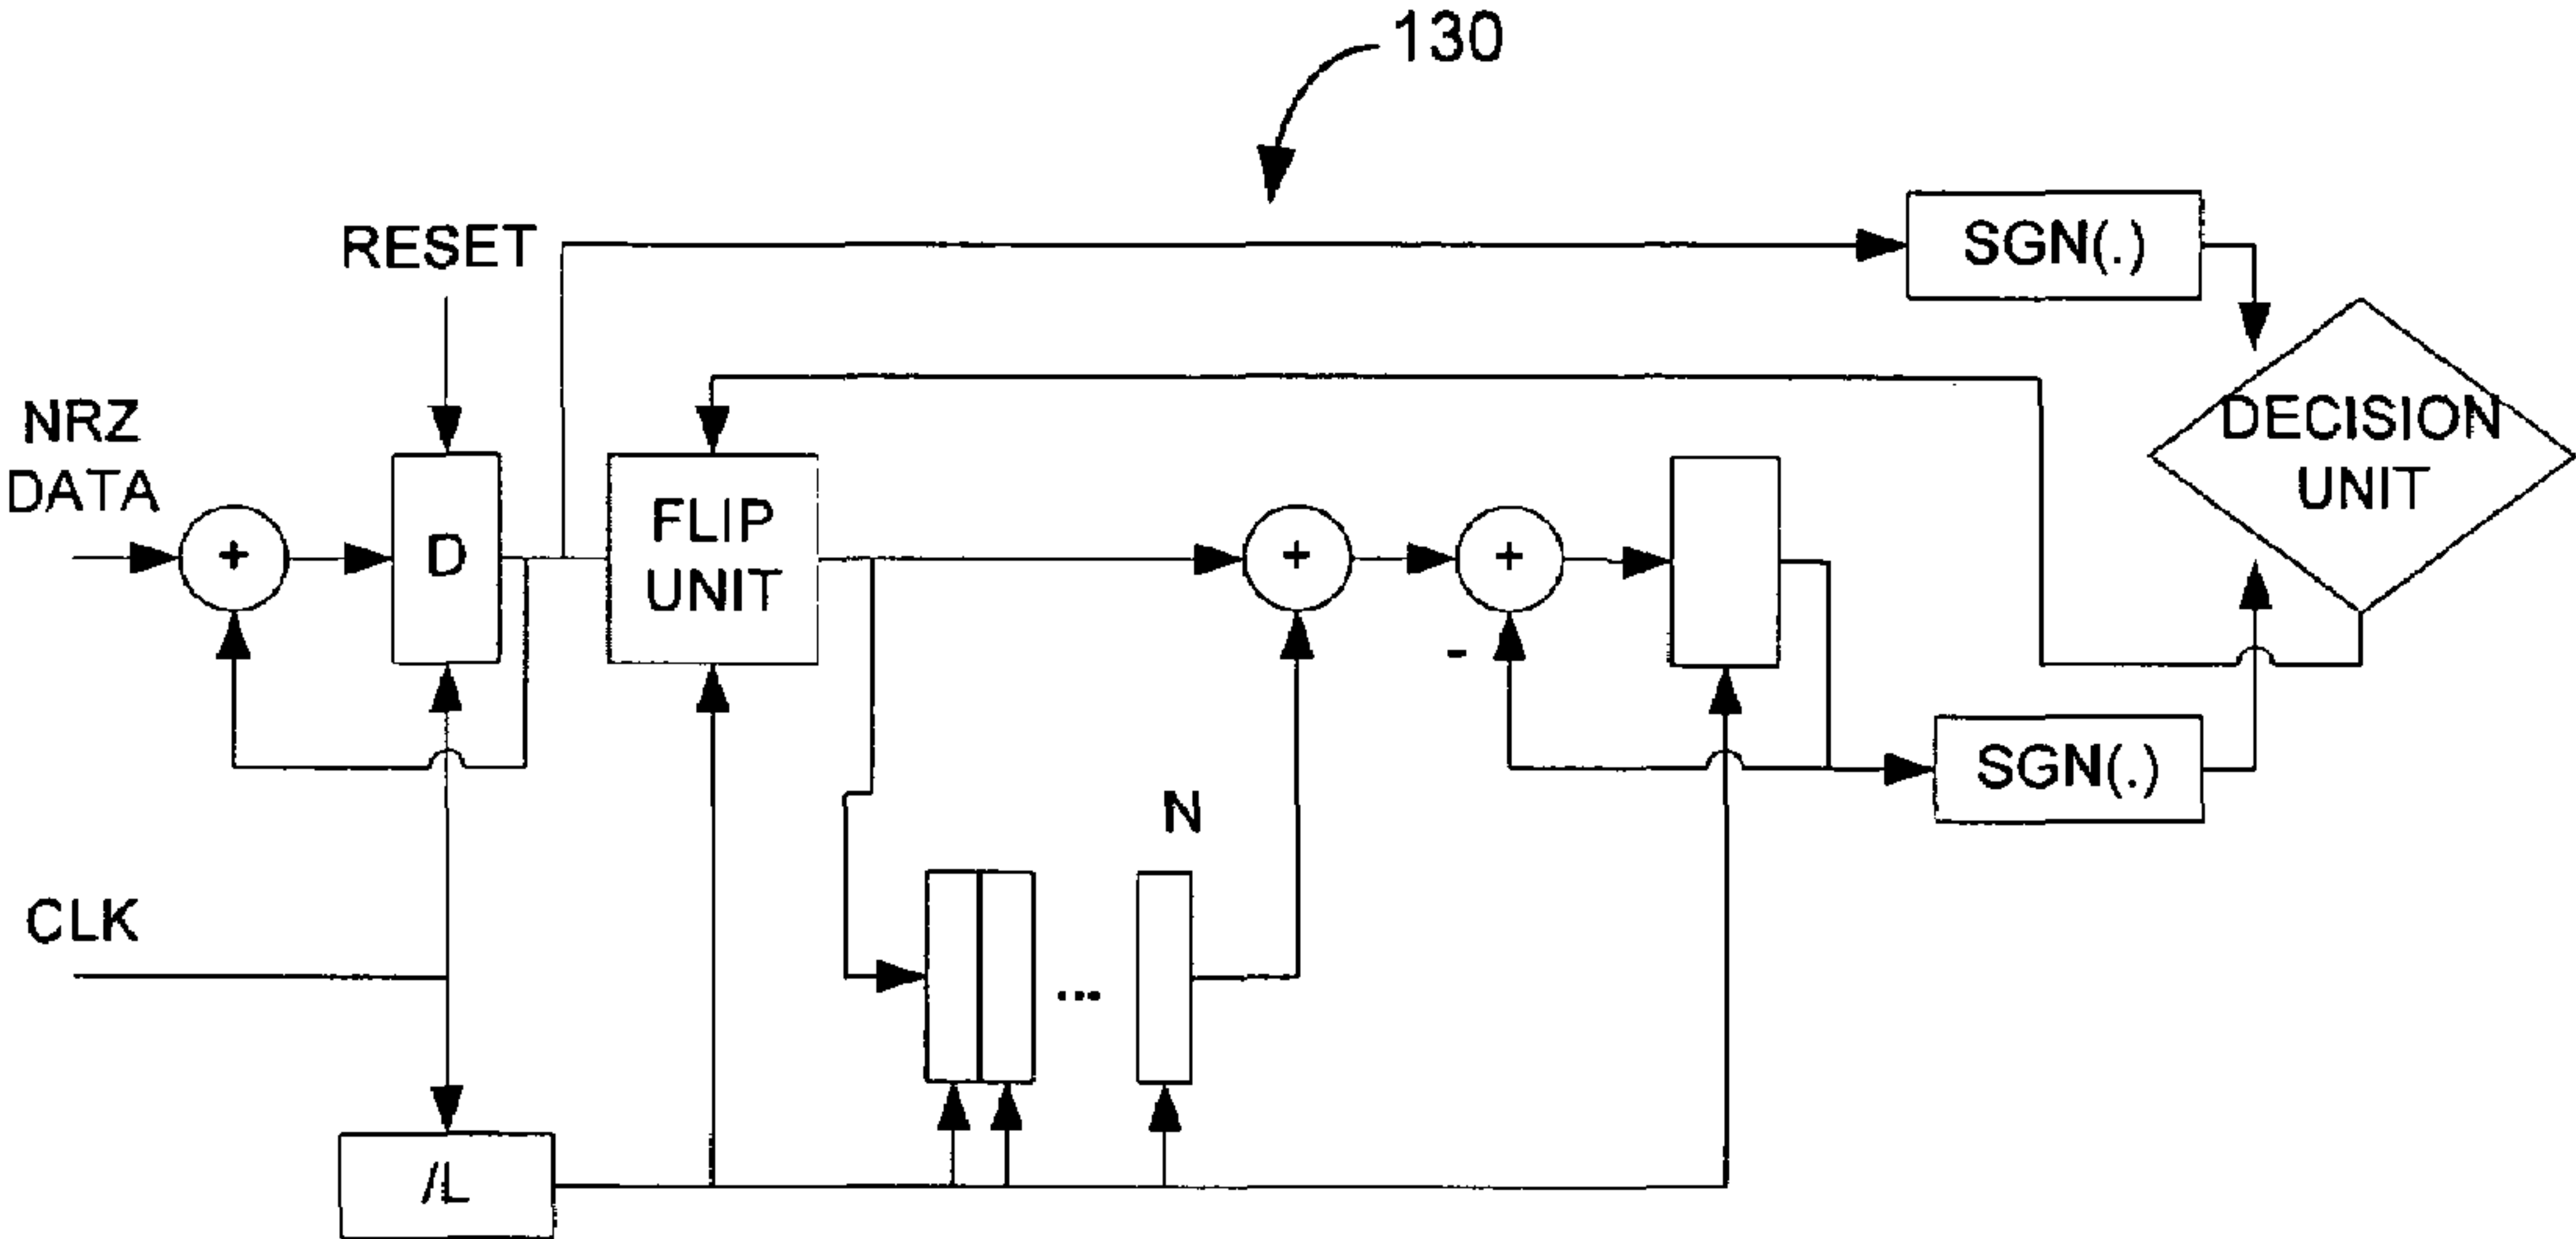 130
RESET
SGN(.)
NRZ
DATA
+
D
FLIP
UNIT
+
+
-
DECISION
UNIT
SGN(.)
N
CLK
...
/L